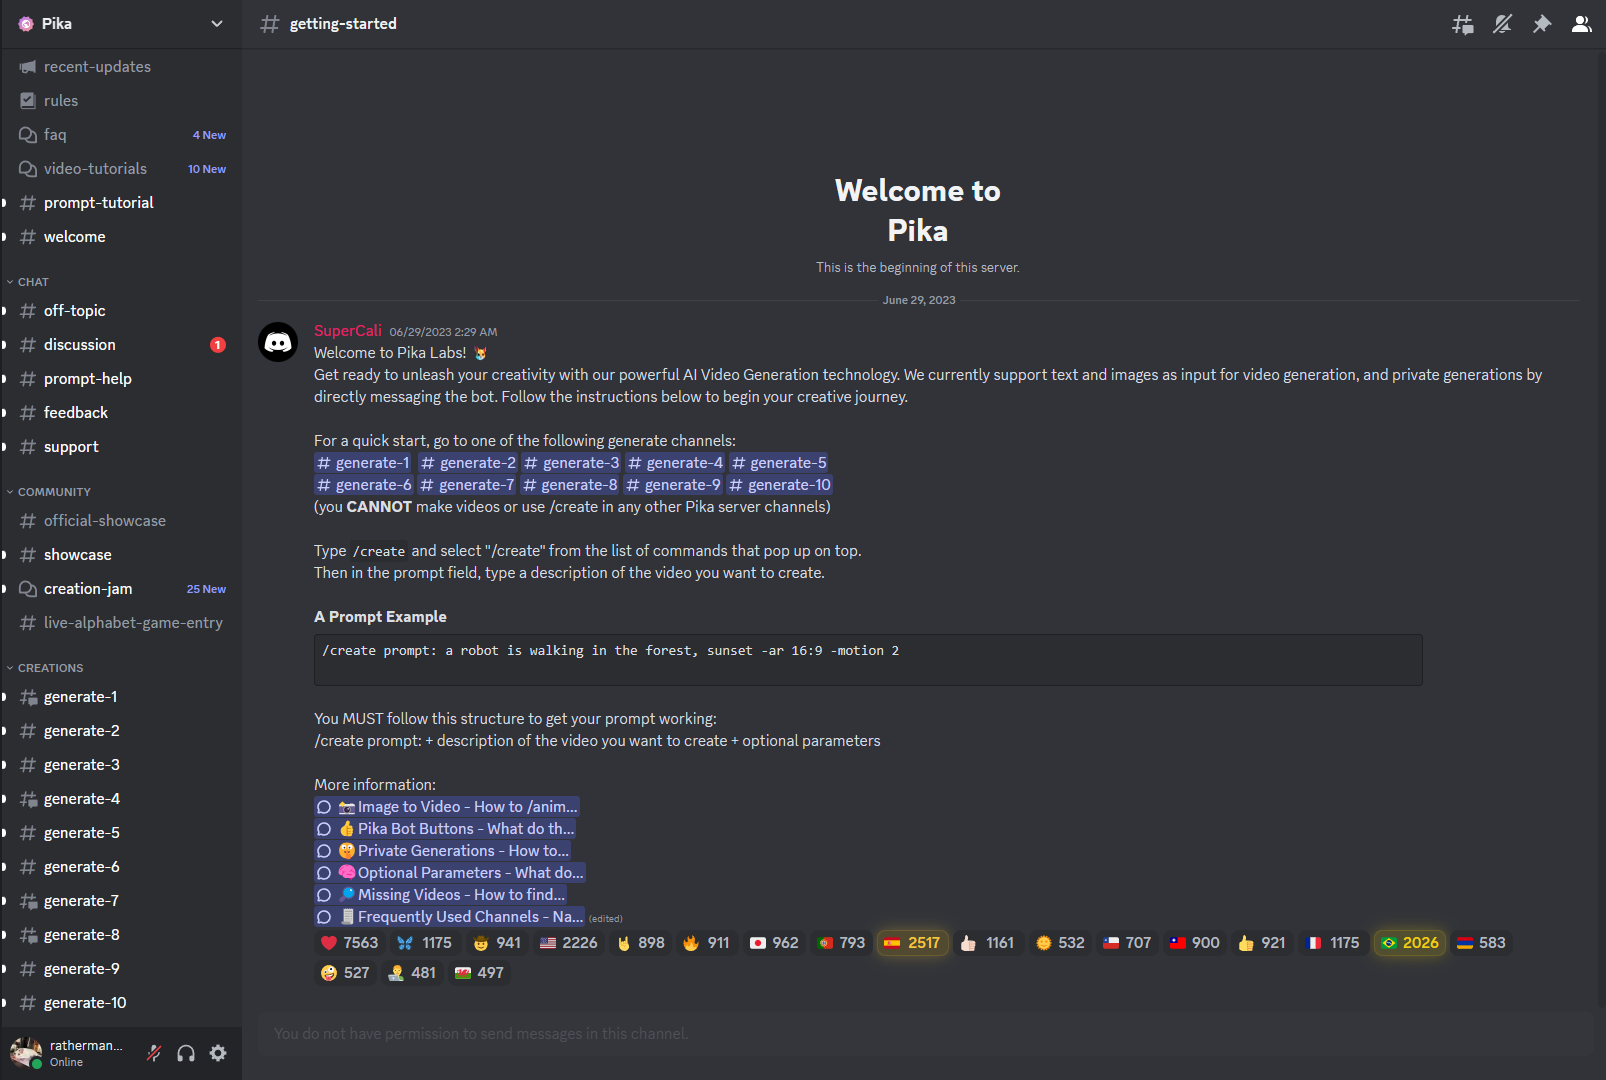 Pika
recent-updates
rules
faq
4 New
video-tutorials
10 New
prompt-tutorial
welcome
CHAT
off-topic
discussion
1
prompt-help
feedback
support
COMMUNITY
official-showcase
showcase
creation-jam
25 New
live-alphabet-game-entry
CREATIONS
generate-1
generate-2
generate-3
generate-4
generate-5
generate-6
generate-7
generate-8
generate-9
generate-10
ratherman...
Online
getting-started
Welcome to
Pika
This is the beginning of this server.
June 29, 2023
SuperCali 06/29/2023 2:29 AM
Welcome to Pika Labs!
Get ready to unleash your creativity with our powerful AI Video Generation technology. We currently support text and images as input for video generation, and private generations by
directly messaging the bot. Follow the instructions below to begin your creative journey.
For a quick start, go to one of the following generate channels:
# generate-1 # generate-2 # generate-3 # generate-4 # generate-5
# generate-6 # generate-7 # generate-8 # generate-9 # generate-10
(you CANNOT make videos or use /create in any other Pika server channels)
Type /create and select "/create" from the list of commands that pop up on top.
Then in the prompt field, type a description of the video you want to create.
A Prompt Example
/create prompt: a robot is walking in the forest, sunset -ar 16:9 -motion 2
You MUST follow this structure to get your prompt working:
/create prompt: + description of the video you want to create + optional parameters
More information:
Image to Video - How to /anim...
Pika Bot Buttons - What do th...
Private Generations - How to...
Optional Parameters - What do...
Missing Videos - How to find...
Frequently Used Channels - Na... (edited)
7563 1175 941 2226 898 911 962 793 2517 1161 532 707 900 921 1175 2026 583
527 481 497
You do not have permission to send messages in this channel.